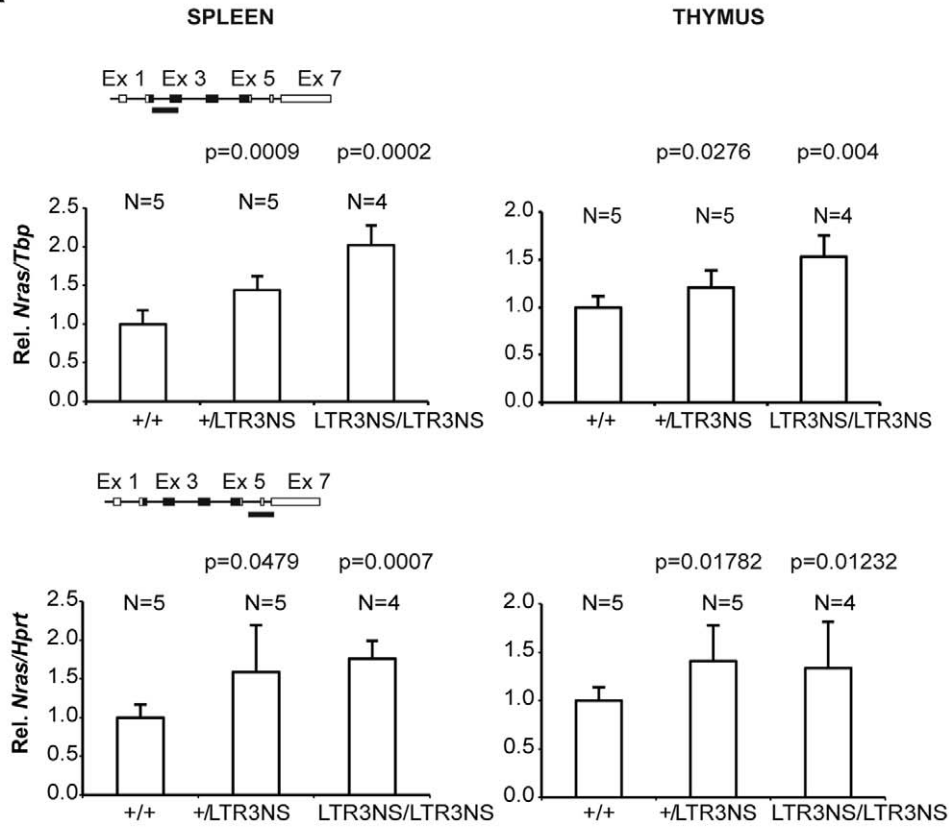 SPLEEN THYMUS
Ex 1 Ex 3 Ex 5 Ex 7
p=0.0009 p=0.0002 p=0.0276 p=0.004
Rel. Nras/Tbp
2.5
2.0
1.5
1.0
0.5
0.0
N=5 N=5 N=4
+/+ +/LTR3NS LTR3NS/LTR3NS
2.0
1.5
1.0
0.5
0.0
N=5 N=5 N=4
+/+ +/LTR3NS LTR3NS/LTR3NS
Ex 1 Ex 3 Ex 5 Ex 7
p=0.0479 p=0.0007 p=0.01782 p=0.01232
Rel. Nras/Hprt
2.5
2.0
1.5
1.0
0.5
0.0
N=5 N=5 N=4
+/+ +/LTR3NS LTR3NS/LTR3NS
2.0
1.5
1.0
0.5
0.0
N=5 N=5 N=4
+/+ +/LTR3NS LTR3NS/LTR3NS